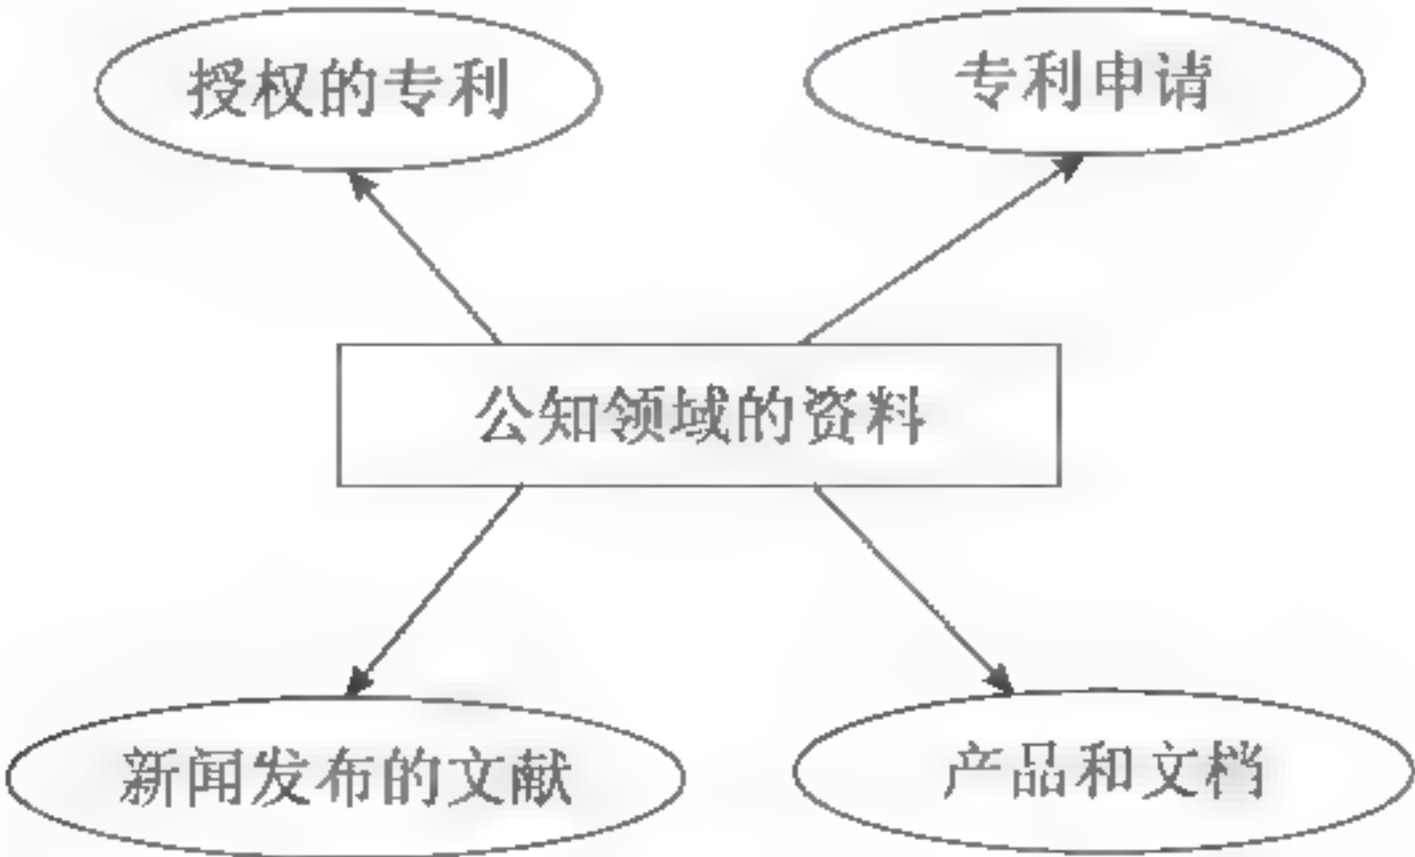 授权的专利
专利申请
公知领域的资料
新闻发布的文献
产品和文档